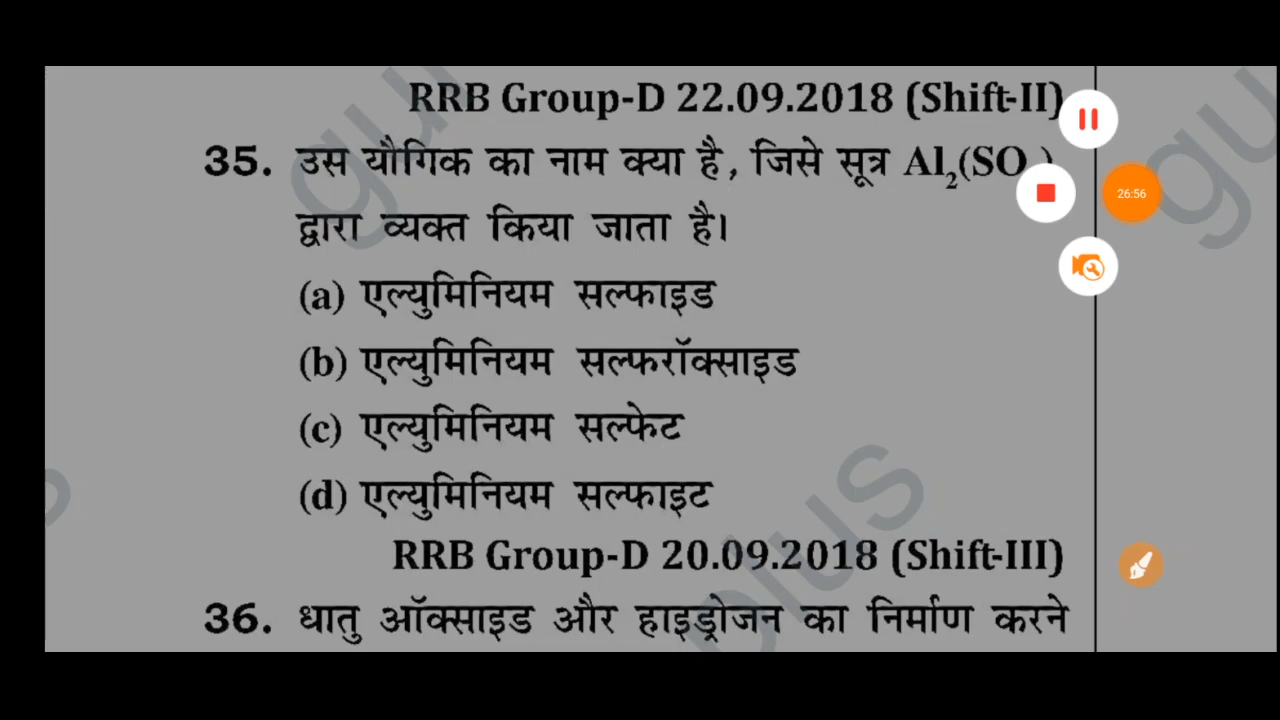 RRB Group-D 22.09.2018 (Shift-II)
35. उस यौगिक का नाम क्या है, जिसे सूत्र Al₂(SO
26:56
द्वारा व्यक्त किया जाता है।
(a) एल्युमिनियम सल्फाइड
(b) एल्युमिनियम सल्फरॉक्साइड
(c) एल्युमिनियम सल्फेट
(d) एल्युमिनियम सल्फाइट
plus
RRB Group-D 20.09.2018 (Shift-III)
36. धातु ऑक्साइड और हाइड्रोजन का निर्माण करने